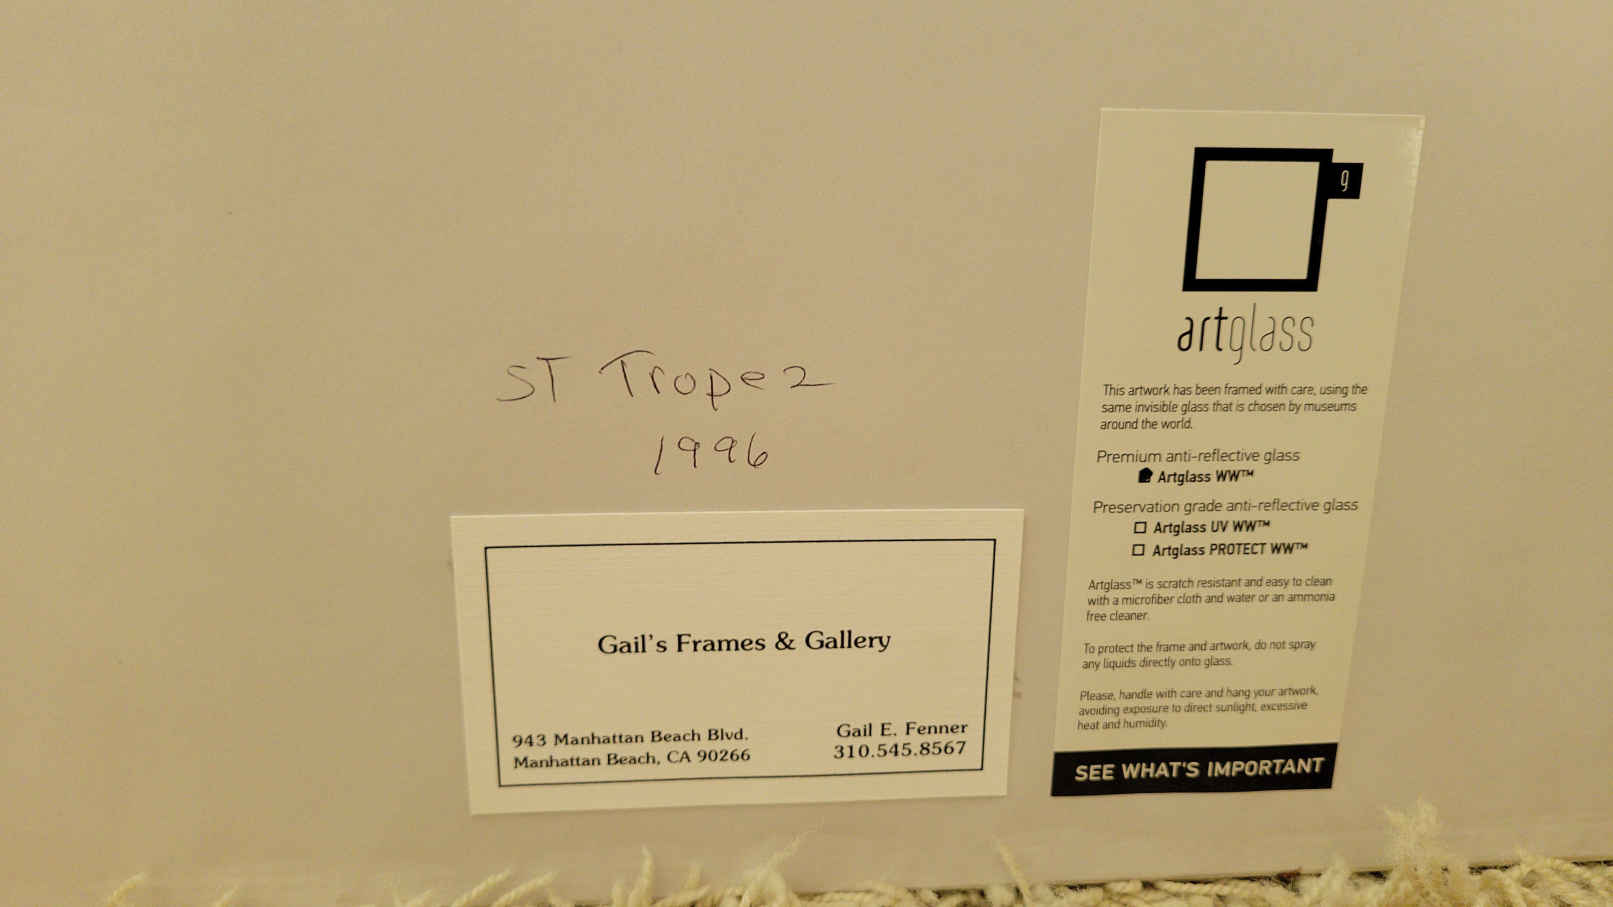 ST Tropez
1996
Gail's Frames & Gallery
943 Manhattan Beach Blvd.
Manhattan Beach, CA 90266
Gail E. Fenner
310.545.8567
g
artglass
This artwork has been framed with care, using the
same invisible glass that is chosen by museums
around the world.
Premium anti-reflective glass
Artglass WW™
Preservation grade anti-reflective glass
Artglass UV WW™
Artglass PROTECT WW™
Artglass™ is scratch resistant and easy to clean
with a microfiber cloth and water or an ammonia
free cleaner.
To protect the frame and artwork, do not spray
any liquids directly onto glass.
Please, handle with care and hang your artwork,
avoiding exposure to direct sunlight, excessive
heat and humidity.
SEE WHAT'S IMPORTANT